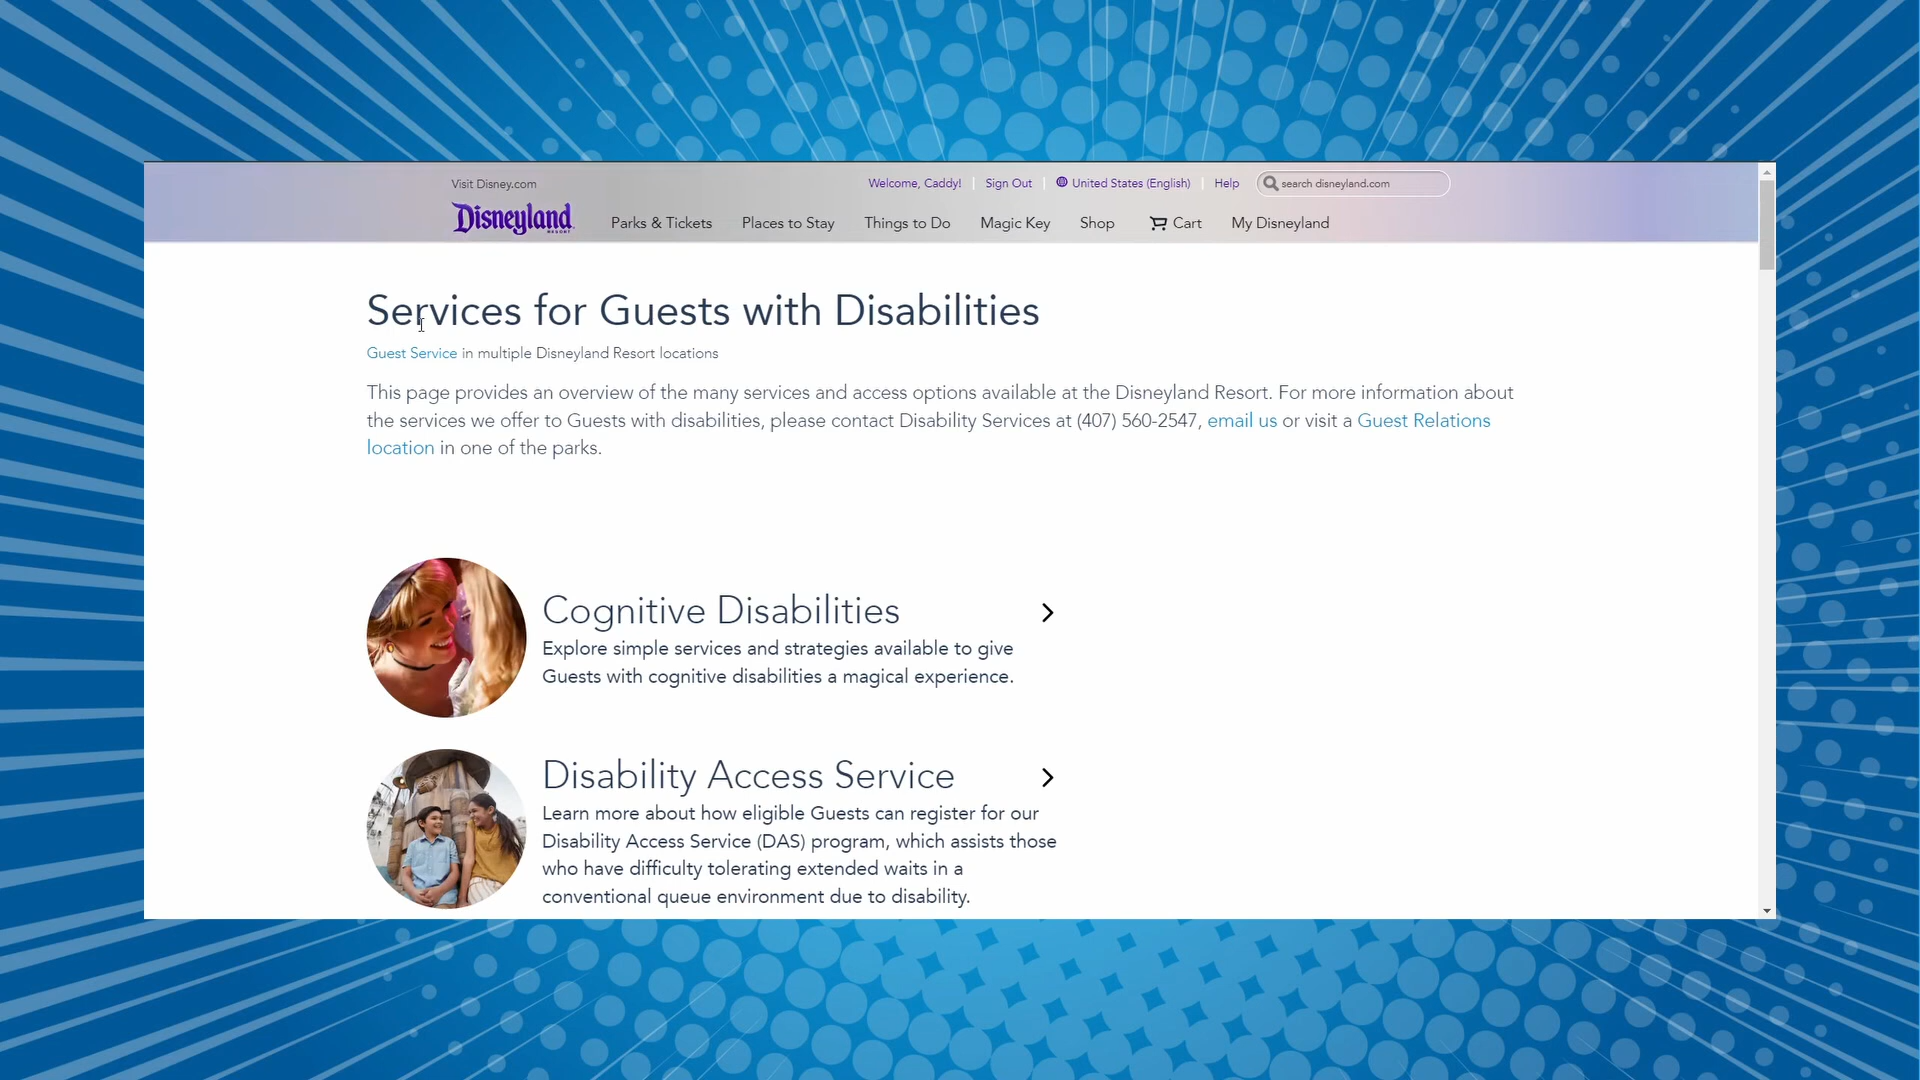 Visit Disney.com
Welcome, Caddy!
Sign Out
United States (English)
Help
search disneyland.com
Disneyland
RESORT
Parks & Tickets
Places to Stay
Things to Do
Magic Key
Shop
Cart
My Disneyland
Services for Guests with Disabilities
Guest Service in multiple Disneyland Resort locations
This page provides an overview of the many services and access options available at the Disneyland Resort. For more information about
the services we offer to Guests with disabilities, please contact Disability Services at (407) 560-2547, email us or visit a Guest Relations
location in one of the parks.
Cognitive Disabilities
Explore simple services and strategies available to give
Guests with cognitive disabilities a magical experience.
Disability Access Service
Learn more about how eligible Guests can register for our
Disability Access Service (DAS) program, which assists those
who have difficulty tolerating extended waits in a
conventional queue environment due to disability.